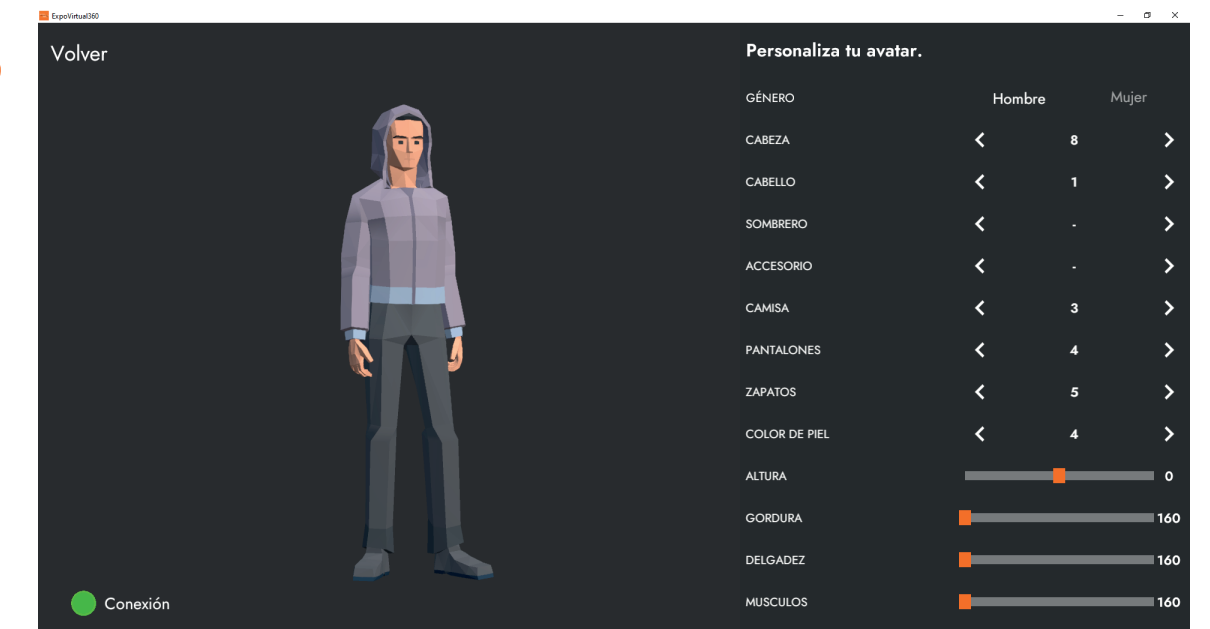 ExpoVirtual360
Volver
Personaliza tu avatar.
GÉNERO Hombre Mujer
CABEZA 8
CABELLO 1
SOMBRERO -
ACCESORIO -
CAMISA 3
PANTALONES 4
ZAPATOS 5
COLOR DE PIEL 4
ALTURA 0
GORDURA 160
DELGADEZ 160
MUSCULOS 160
Conexión